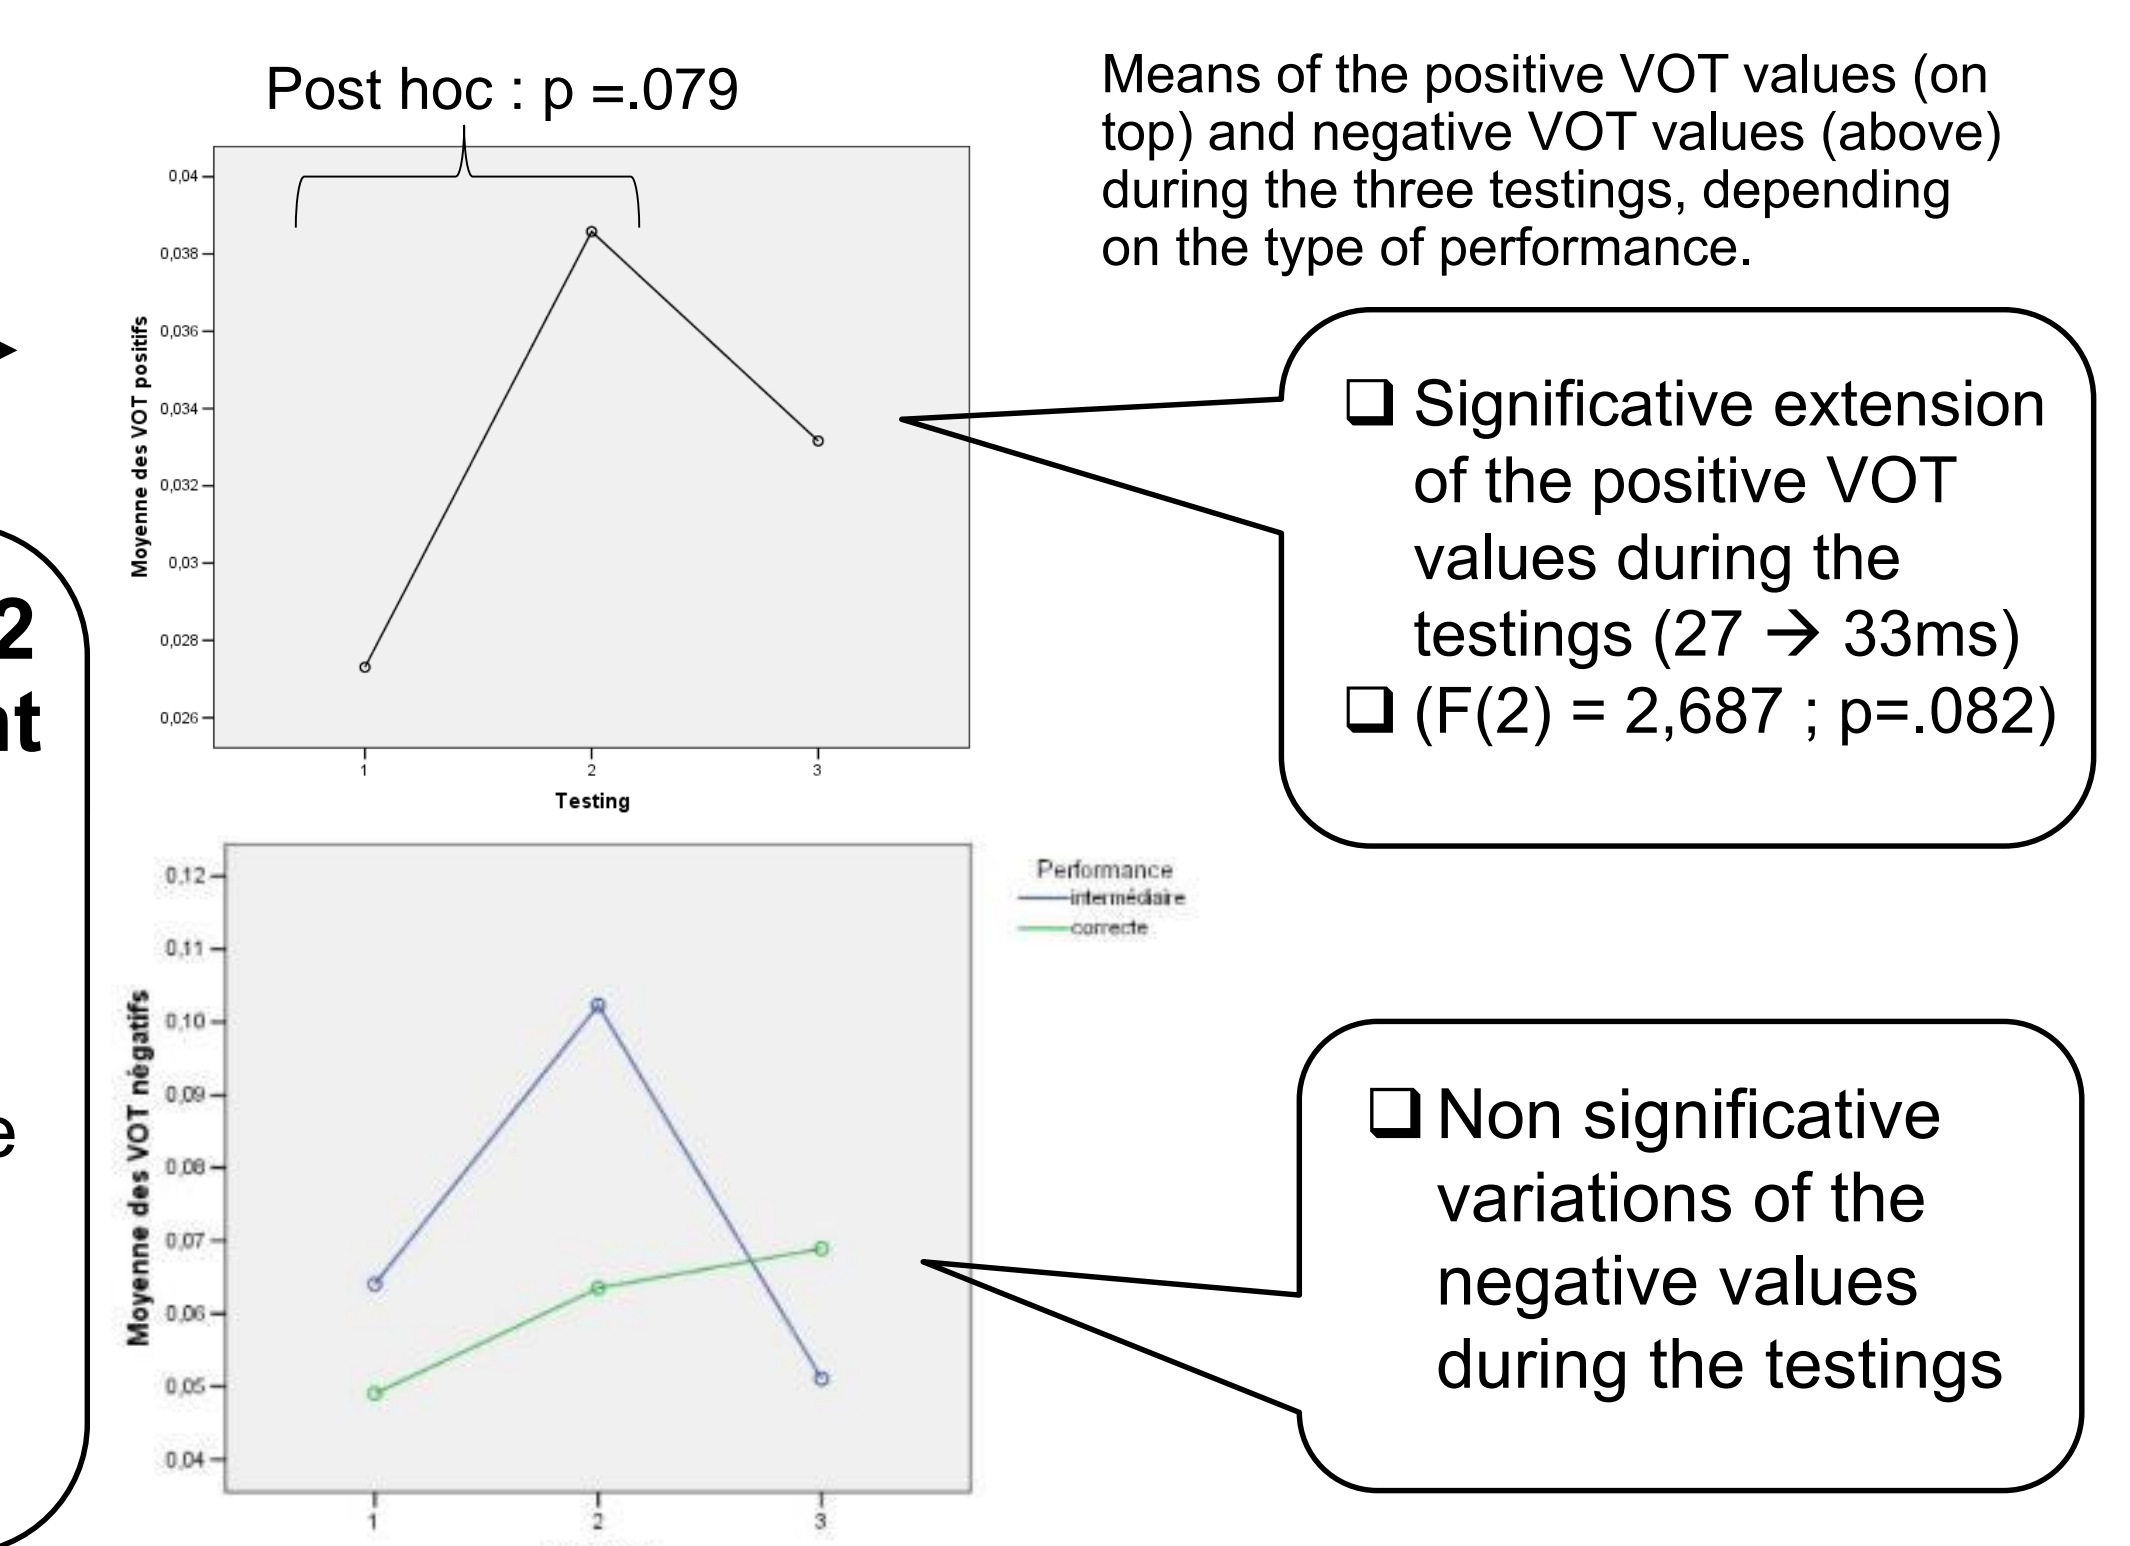 Post hoc : p =.079
Means of the positive VOT values (on
top) and negative VOT values (above)
during the three testings, depending
on the type of performance.
0,04
0,038
0,036
0,034
0,032
0,03
0,028
0,026
Moyenne des VOT positifs
1 2 3
Testing
❑ Significative extension
of the positive VOT
values during the
testings (27 → 33ms)
❑ (F(2) = 2,687 ; p=.082)
2
nt
e
0,12
0,11
0,10
0,09
0,08
0,07
0,06
0,05
0,04
Moyenne des VOT négatifs
1 2 3
Performance
intermédiaire
correcte
❑ Non significative
variations of the
negative values
during the testings